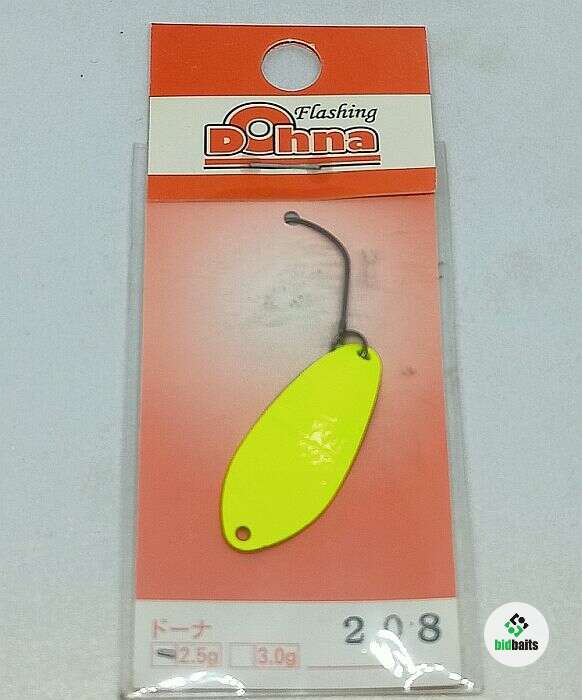 Flashing
Dohna
ドーナ
208
2.5g 3.0g
bidbaits